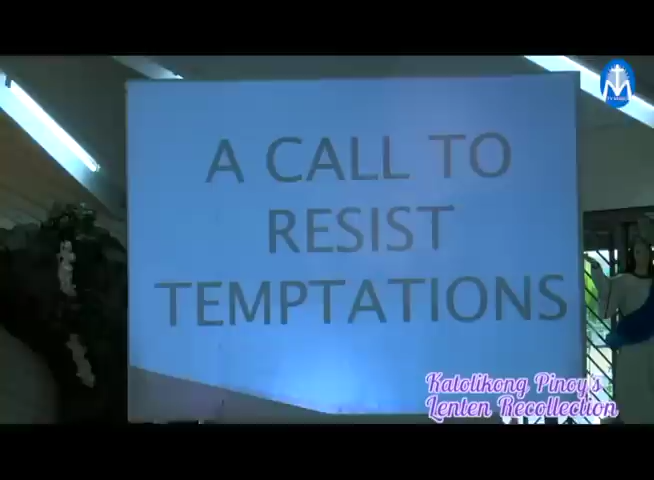 A CALL TO
RESIST
TEMPTATIONS
Katolikong Pinoy's
Lenten Recollection